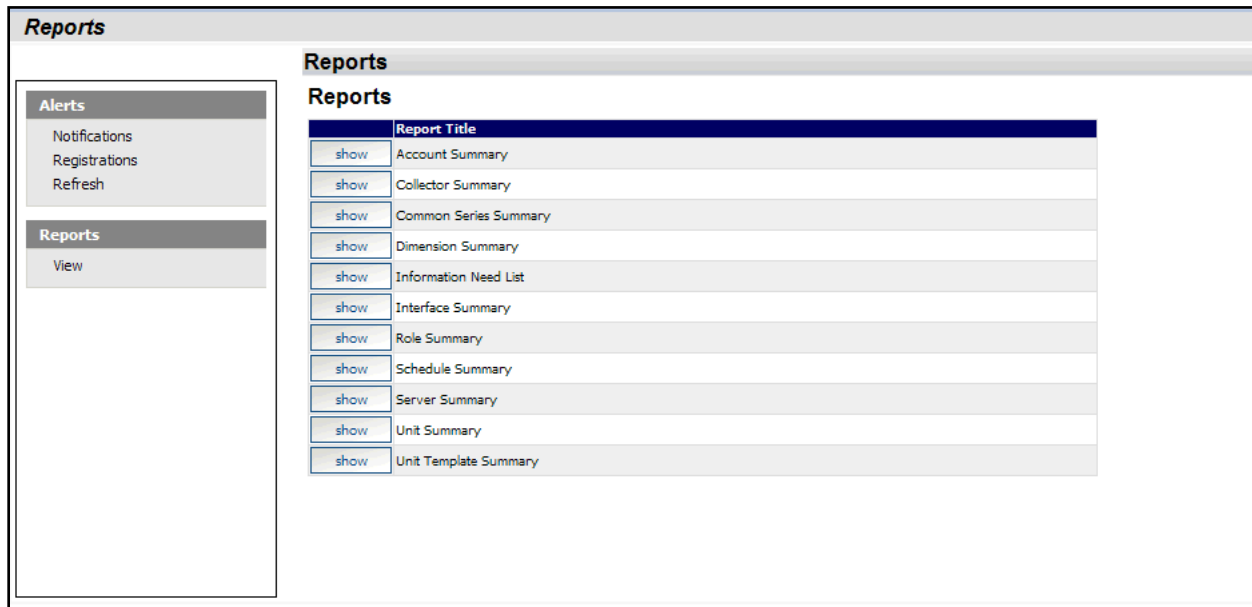 Reports
Alerts
Notifications
Registrations
Refresh
Reports
View
Reports
Reports
Report Title
show Account Summary
show Collector Summary
show Common Series Summary
show Dimension Summary
show Information Need List
show Interface Summary
show Role Summary
show Schedule Summary
show Server Summary
show Unit Summary
show Unit Template Summary